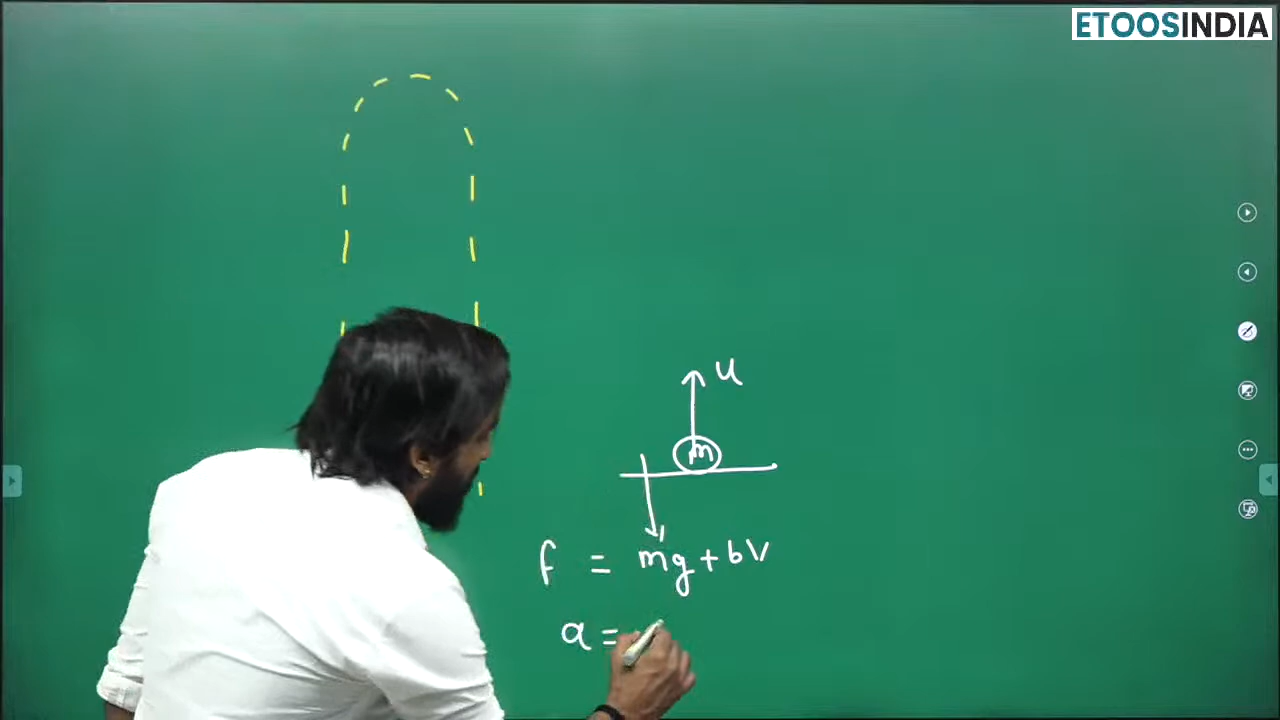 ETOOSINDIA
u
m
f = mg + bv
a =